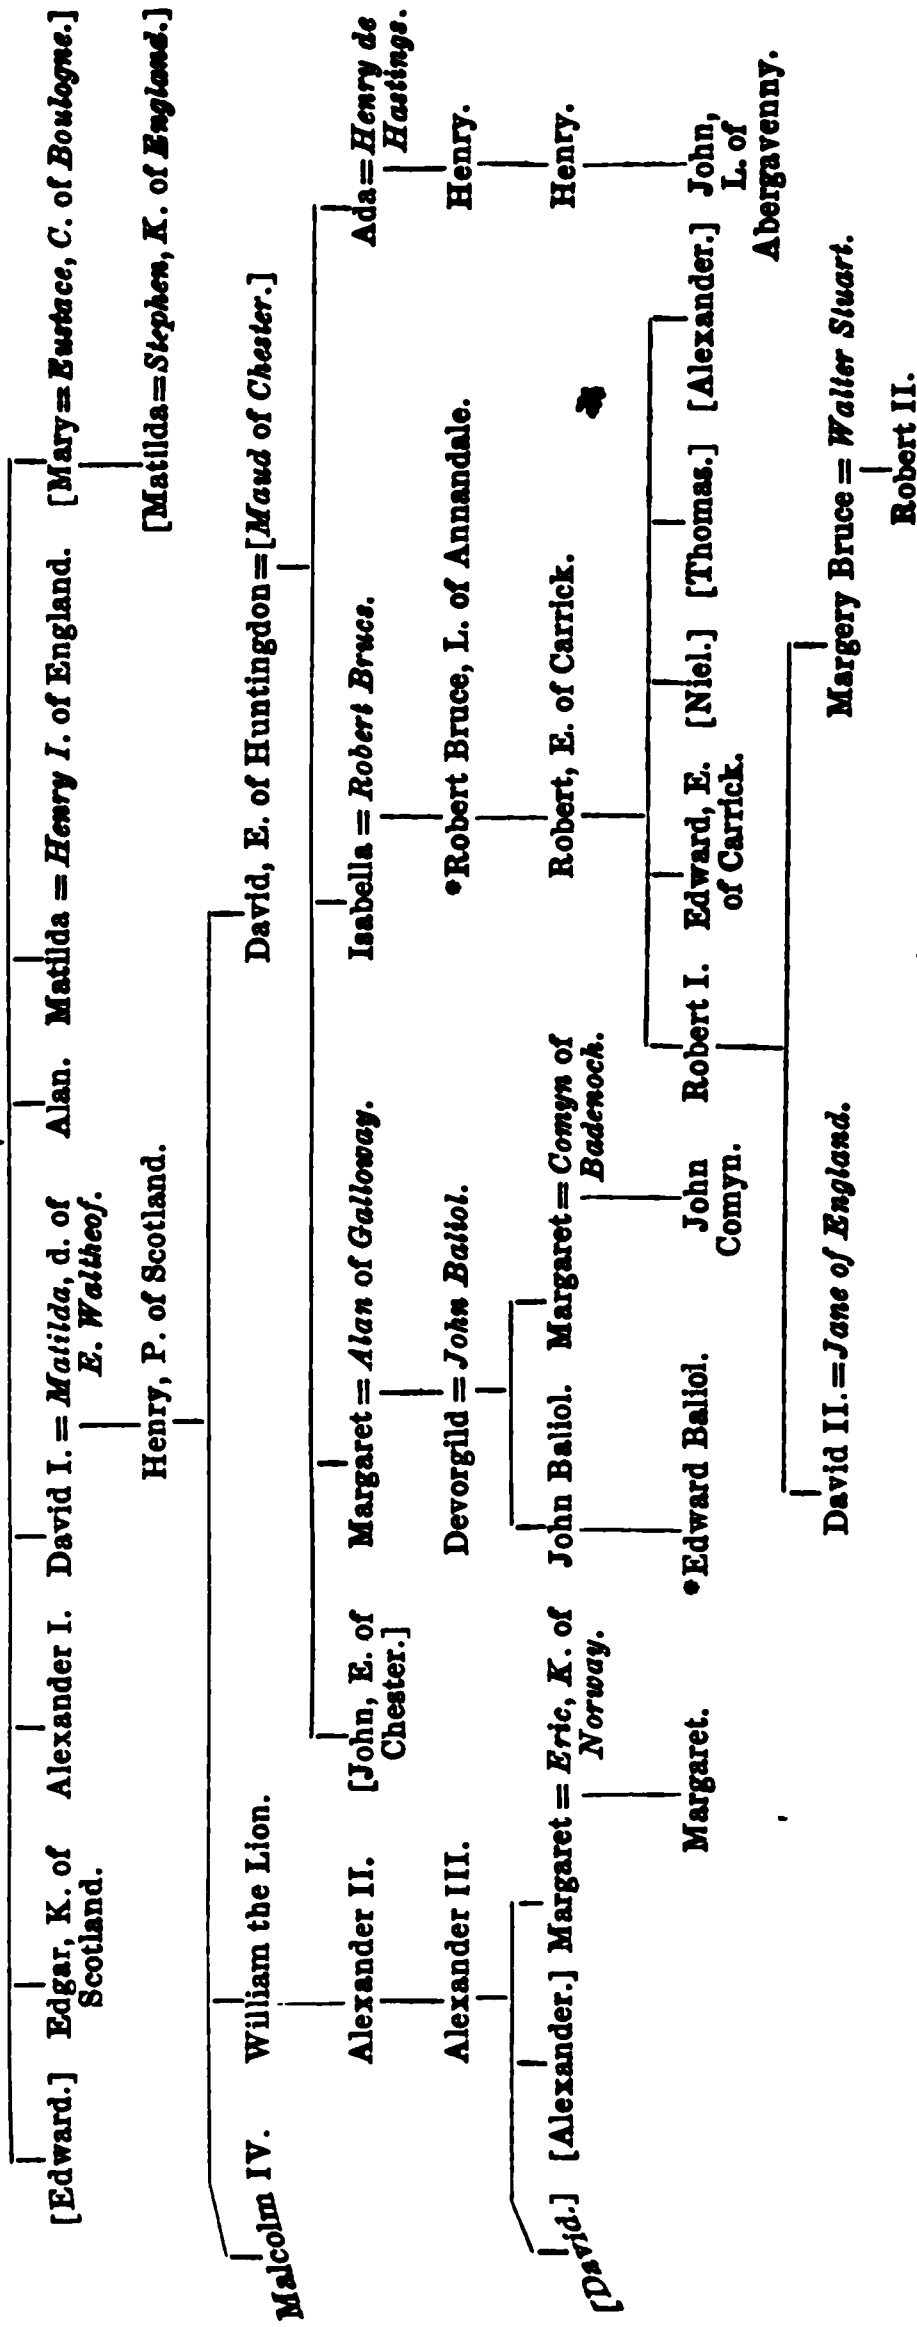 [Edward.] Edgar, K. of Alexander I. David I. = Matilda, d. of Alan. Matilda = Henry I. of England. [Mary = Eustace, C. of Boulogne.]
Scotland. E. Waltheof.
Henry, P. of Scotland. [Matilda = Stephen, K. of England.]
Malcolm IV. William the Lion. David, E. of Huntingdon = [Maud of Chester.]
Alexander II. [John, E. of Margaret = Alan of Galloway. Isabella = Robert Bruce. Ada = Henry de
Chester.] Hastings.
Alexander III. Devorgild = John Baliol. *Robert Bruce, L. of Annandale. Henry.
[David.] [Alexander.] Margaret = Eric, K. of John Baliol. Margaret = Comyn of Robert, E. of Carrick. Henry.
Norway. Badenoch.
Margaret. *Edward Baliol. John Robert I. Edward, E. [Niel.] [Thomas.] [Alexander.] John,
Comyn. of Carrick. L. of
Abergavenny.
David II. = Jane of England. Margery Bruce = Walter Stuart.
Robert II.